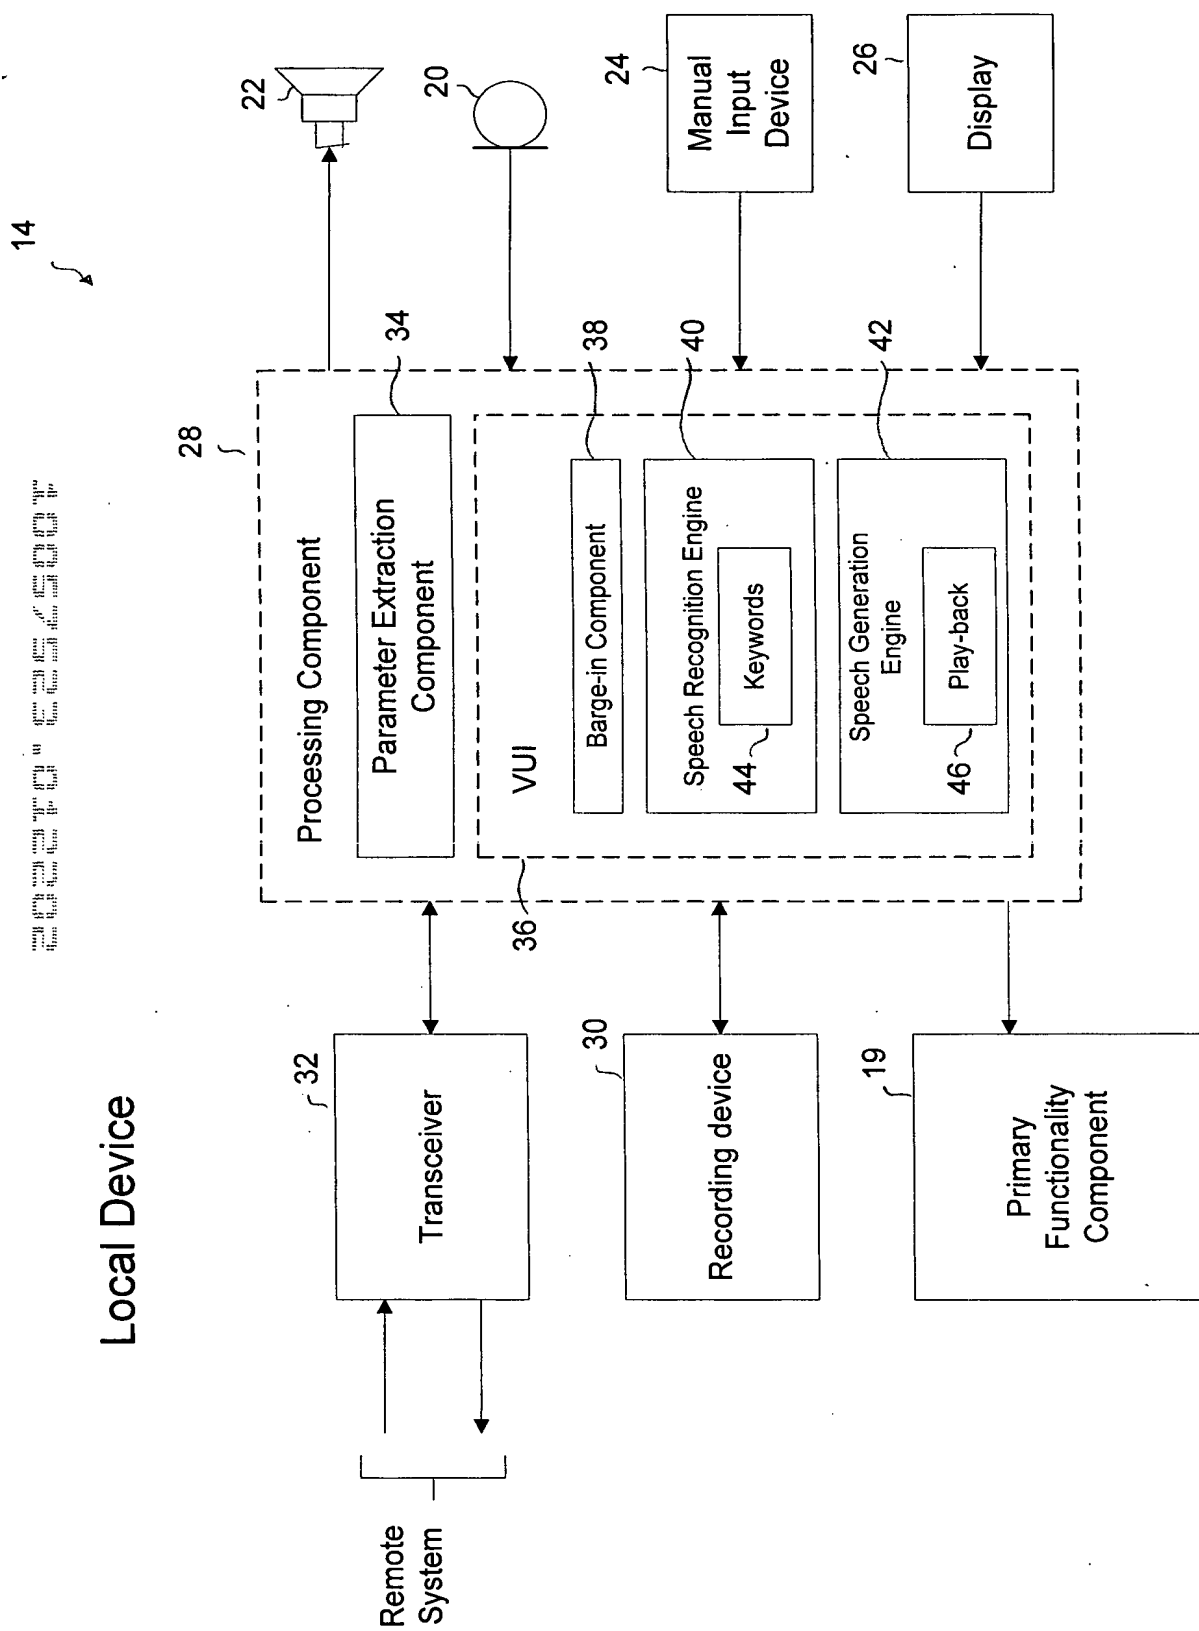 Local Device
14
Remote
System
32
Transceiver
30
Recording device
19
Primary
Functionality
Component
28
Processing Component
34
Parameter Extraction
Component
36
VUI
38
Barge-in Component
40
Speech Recognition Engine
44
Keywords
42
Speech Generation
Engine
46
Play-back
22
20
24
Manual
Input
Device
26
Display